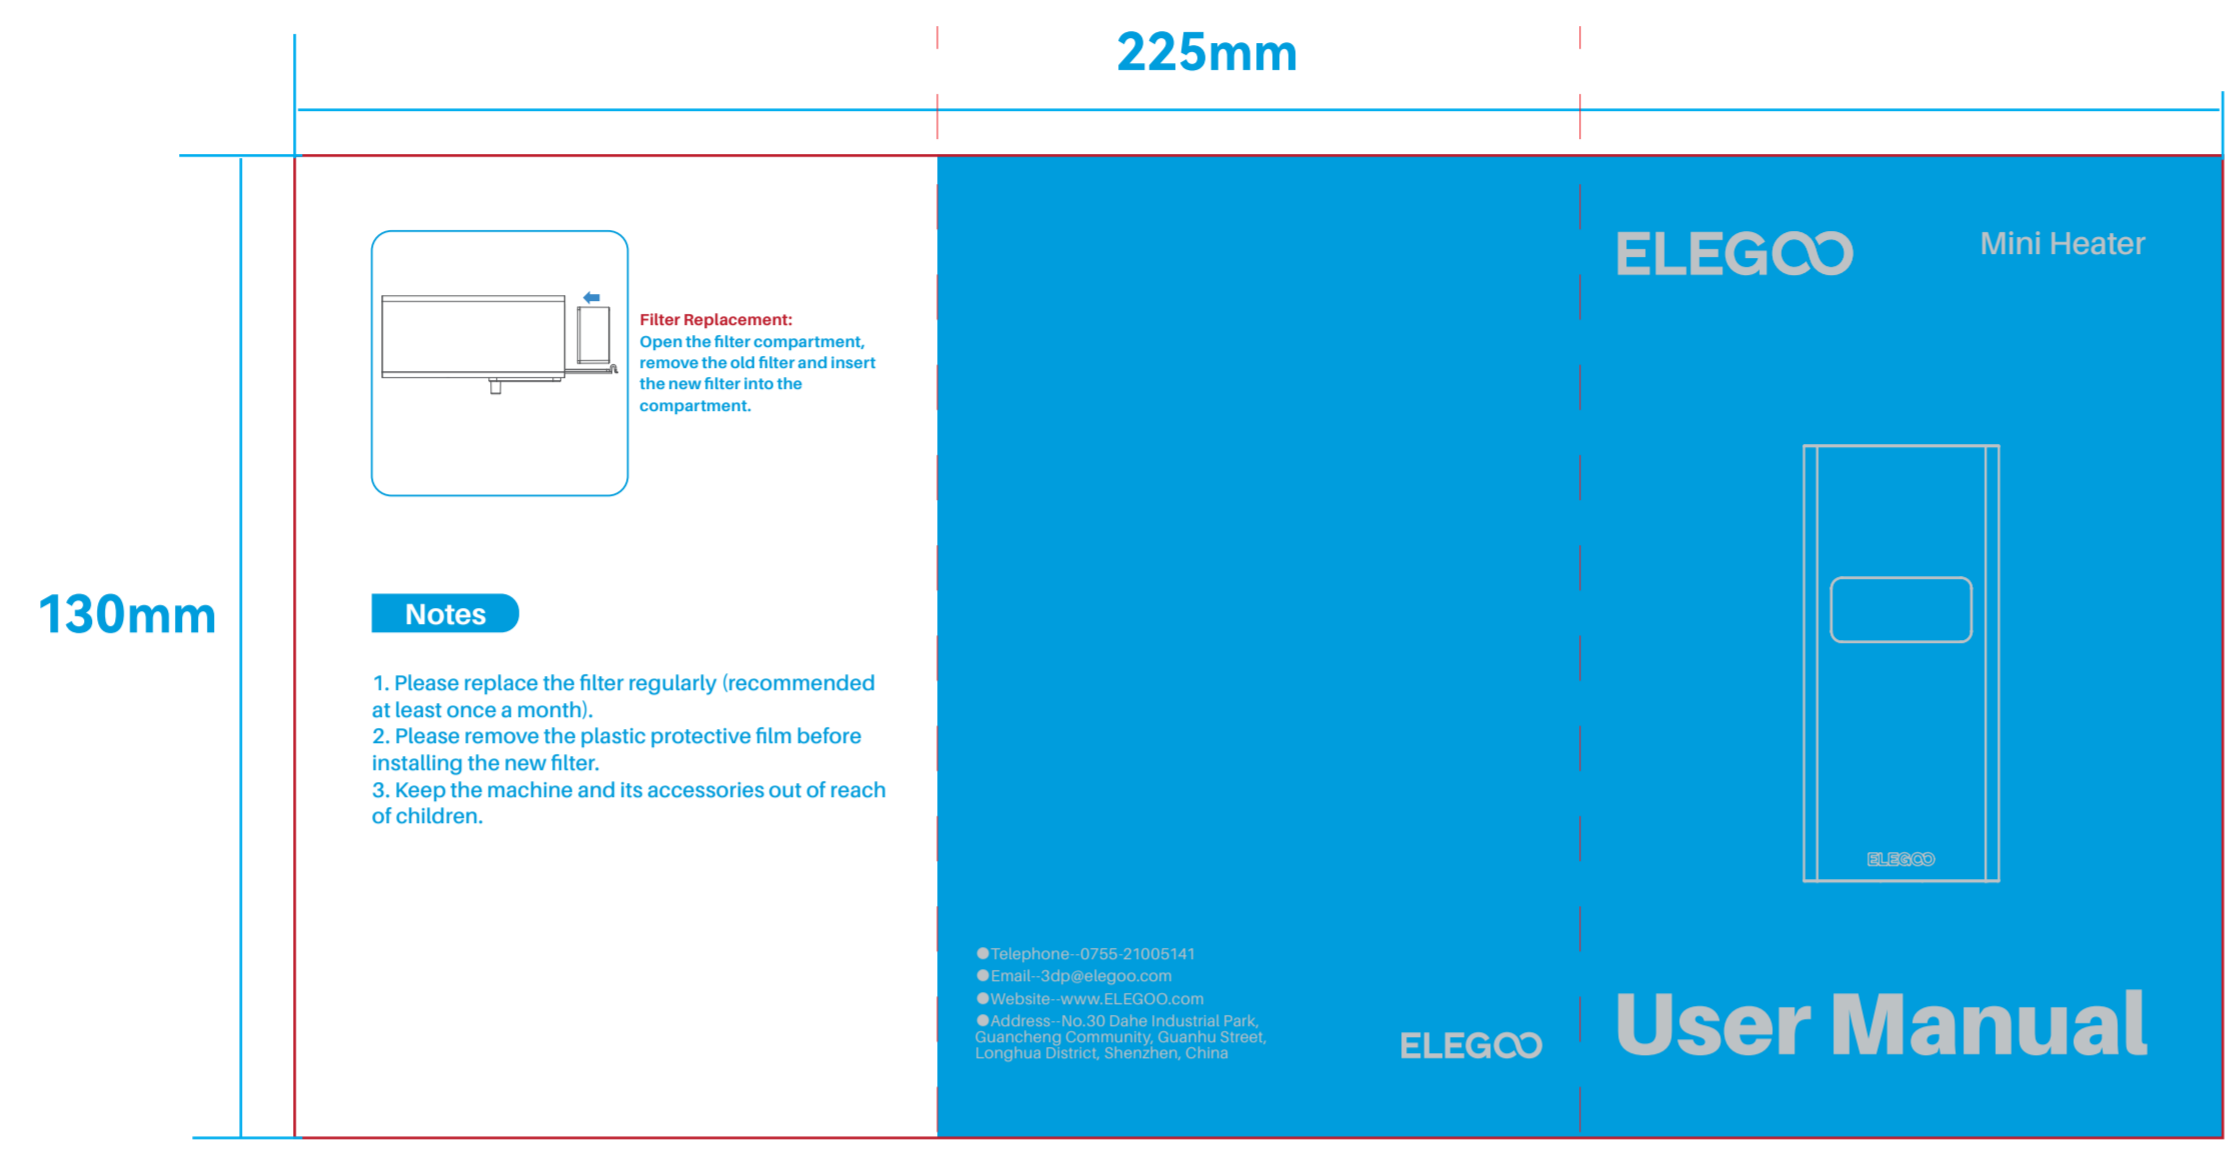 225mm
130mm
Filter Replacement:
Open the filter compartment,
remove the old filter and insert
the new filter into the
compartment.
Notes
1. Please replace the filter regularly (recommended
at least once a month).
2. Please remove the plastic protective film before
installing the new filter.
3. Keep the machine and its accessories out of reach
of children.
●Telephone--0755-21005141
●Email--3dp@elegoo.com
●Website--www.ELEGOO.com
●Address--No.30 Dahe Industrial Park,
Guancheng Community, Guanhu Street,
Longhua District, Shenzhen, China
ELEGOO
ELEGOO
Mini Heater
ELEGOO
User Manual